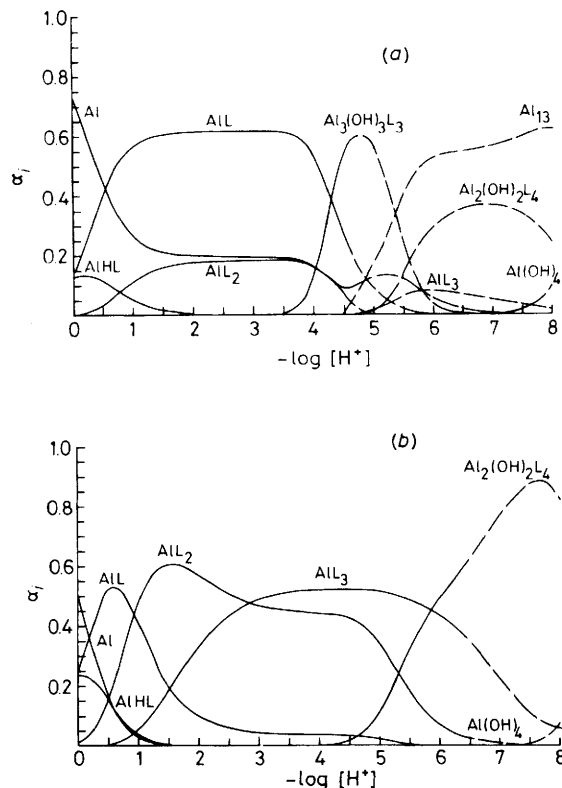 (a)
1.0
0.8
0.6
0.4
0.2
αi
Al
AlL
AlHL
AlL2
Al3(OH)3L3
Al13
Al2(OH)2L4
AlL3
Al(OH)4
0 1 2 3 4 5 6 7 8
-log [H+]
(b)
1.0
0.8
0.6
0.4
0.2
αi
AlL
AlL2
Al
AlHL
AlL3
Al2(OH)2L4
Al(OH)4
0 1 2 3 4 5 6 7 8
-log [H+]